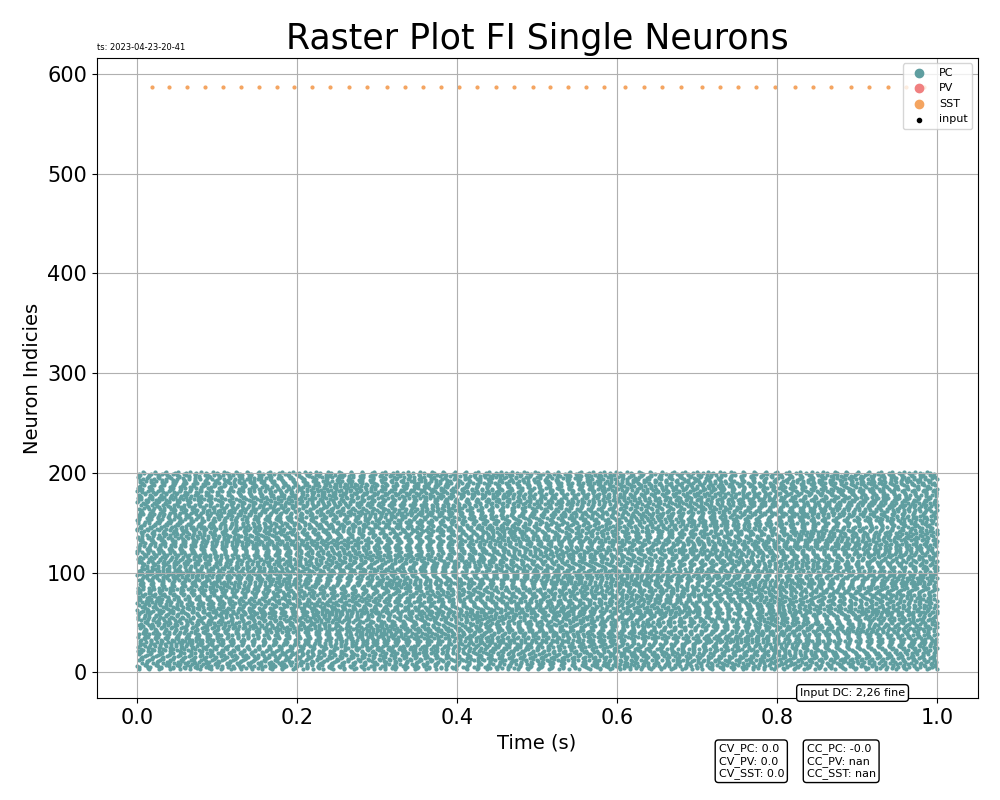 Raster Plot FI Single Neurons
ts: 2023-04-23-20-41
600
500
400
300
200
100
0
Neuron Indicies
PC
PV
SST
input
Input DC: 2,26 fine
0.0 0.2 0.4 0.6 0.8 1.0
Time (s)
CV_PC: 0.0
CV_PV: 0.0
CV_SST: 0.0
CC_PC: -0.0
CC_PV: nan
CC_SST: nan